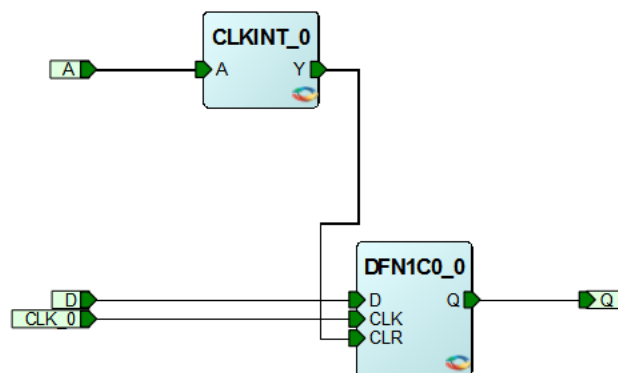 CLKINT_0
A
A Y
DFN1C0_0
D
D Q
Q
CLK_0
CLK
CLR